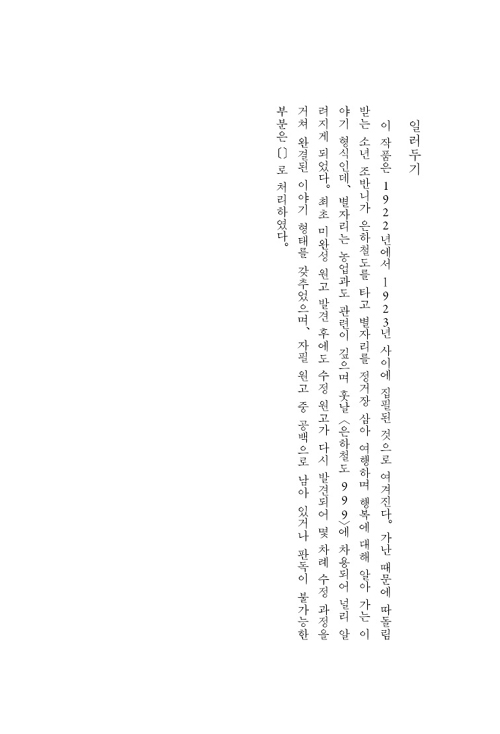 일러두기
이 작품은 1922년에서 1923년 사이에 집필된 것으로 여겨진다. 가난 때문에 따돌림
받는 소년 조반니가 은하철도를 타고 별자리를 정거장 삼아 여행하며 행복에 대해 알아 가는 이
야기 형식인데, 별자리는 농업과도 관련이 깊으며 훗날 〈은하철도 999〉에 차용되어 널리 알
려지게 되었다. 최초 미완성 원고 발견 후에도 수정 원고가 다시 발견되어 몇 차례 수정 과정을
거쳐 완결된 이야기 형태를 갖추었으며, 자필 원고 중 공백으로 남아 있거나 판독이 불가능한
부분은 〔〕로 처리하였다.